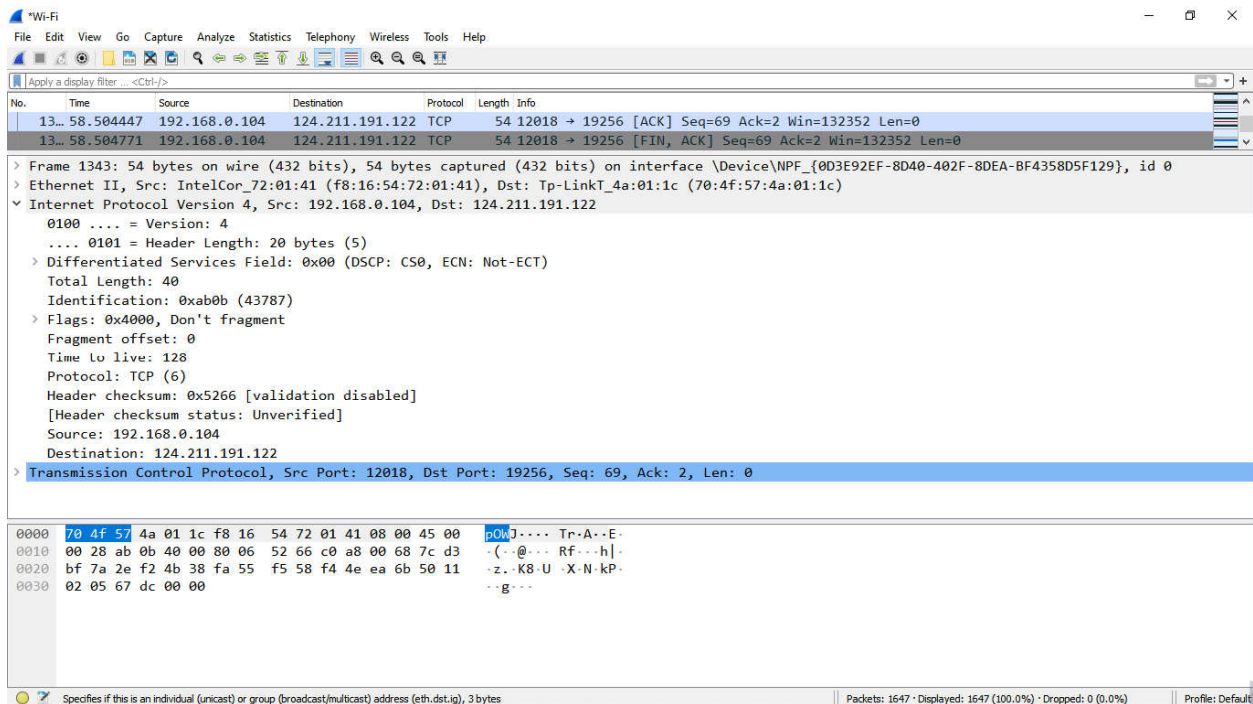 *Wi-Fi
File Edit View Go Capture Analyze Statistics Telephony Wireless Tools Help
Apply a display filter ... <Ctrl-/>
No. Time Source Destination Protocol Length Info
13... 58.504447 192.168.0.104 124.211.191.122 TCP 54 12018 → 19256 [ACK] Seq=69 Ack=2 Win=132352 Len=0
13... 58.504771 192.168.0.104 124.211.191.122 TCP 54 12018 → 19256 [FIN, ACK] Seq=69 Ack=2 Win=132352 Len=0
> Frame 1343: 54 bytes on wire (432 bits), 54 bytes captured (432 bits) on interface \Device\NPF_{0D3E92EF-8D40-402F-8DEA-BF4358D5F129}, id 0
> Ethernet II, Src: IntelCor_72:01:41 (f8:16:54:72:01:41), Dst: Tp-LinkT_4a:01:1c (70:4f:57:4a:01:1c)
Internet Protocol Version 4, Src: 192.168.0.104, Dst: 124.211.191.122
0100 .... = Version: 4
.... 0101 = Header Length: 20 bytes (5)
> Differentiated Services Field: 0x00 (DSCP: CS0, ECN: Not-ECT)
Total Length: 40
Identification: 0xab0b (43787)
> Flags: 0x4000, Don't fragment
Fragment offset: 0
Time to live: 128
Protocol: TCP (6)
Header checksum: 0x5266 [validation disabled]
[Header checksum status: Unverified]
Source: 192.168.0.104
Destination: 124.211.191.122
> Transmission Control Protocol, Src Port: 12018, Dst Port: 19256, Seq: 69, Ack: 2, Len: 0
0000 70 4f 57 4a 01 1c f8 16 54 72 01 41 08 00 45 00 pOWJ···· Tr·A··E·
0010 00 28 ab 0b 40 00 80 06 52 66 c0 a8 00 68 7c d3 ·(··@··· Rf···h|·
0020 bf 7a 2e f2 4b 38 fa 55 f5 58 f4 4e ea 6b 50 11 ·z.·K8·U ·X·N·kP·
0030 02 05 67 dc 00 00 ··g···
Specifies if this is an individual (unicast) or group (broadcast/multicast) address (eth.dst.ig), 3 bytes
Packets: 1647 · Displayed: 1647 (100.0%) · Dropped: 0 (0.0%)
Profile: Default